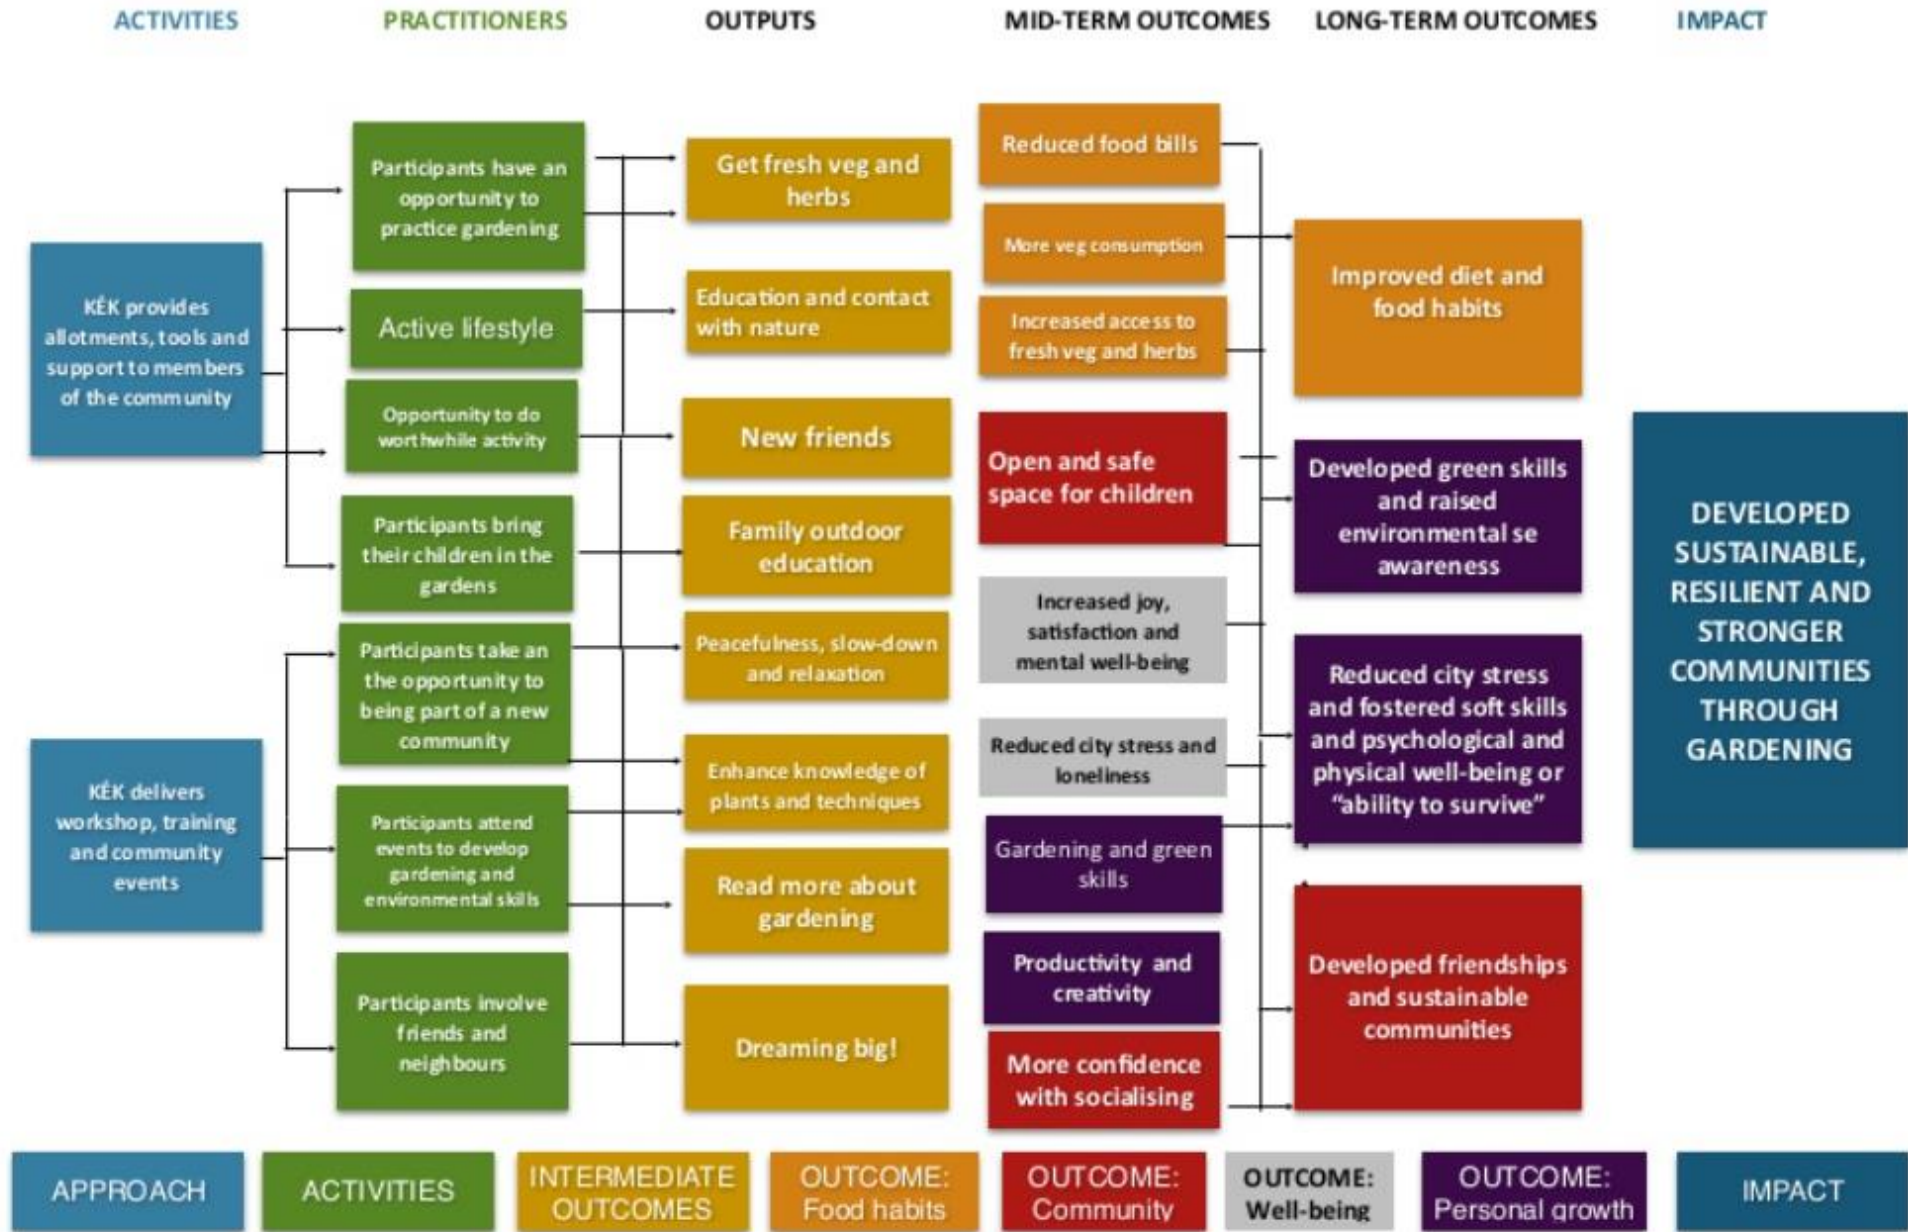 ACTIVITIES
PRACTITIONERS
OUTPUTS
MID-TERM OUTCOMES
LONG-TERM OUTCOMES
IMPACT
KÉK provides
allotments, tools and
support to members
of the community
KÉK delivers
workshop, training
and community
events
Participants have an
opportunity to
practice gardening
Active lifestyle
Opportunity to do
worthwhile activity
Participants bring
their children in the
gardens
Participants take an
the opportunity to
being part of a new
community
Participants attend
events to develop
gardening and
environmental skills
Participants involve
friends and
neighbours
Get fresh veg and
herbs
Education and contact
with nature
New friends
Family outdoor
education
Peacefulness, slow-down
and relaxation
Enhance knowledge of
plants and techniques
Read more about
gardening
Dreaming big!
Reduced food bills
More veg consumption
Increased access to
fresh veg and herbs
Open and safe
space for children
Increased joy,
satisfaction and
mental well-being
Reduced city stress and
loneliness
Gardening and green
skills
Productivity and
creativity
More confidence
with socialising
Improved diet and
food habits
Developed green skills
and raised
environmental se
awareness
Reduced city stress
and fostered soft skills
and psychological and
physical well-being or
“ability to survive”
Developed friendships
and sustainable
communities
DEVELOPED
SUSTAINABLE,
RESILIENT AND
STRONGER
COMMUNITIES
THROUGH
GARDENING
APPROACH
ACTIVITIES
INTERMEDIATE
OUTCOMES
OUTCOME:
Food habits
OUTCOME:
Community
OUTCOME:
Well-being
OUTCOME:
Personal growth
IMPACT